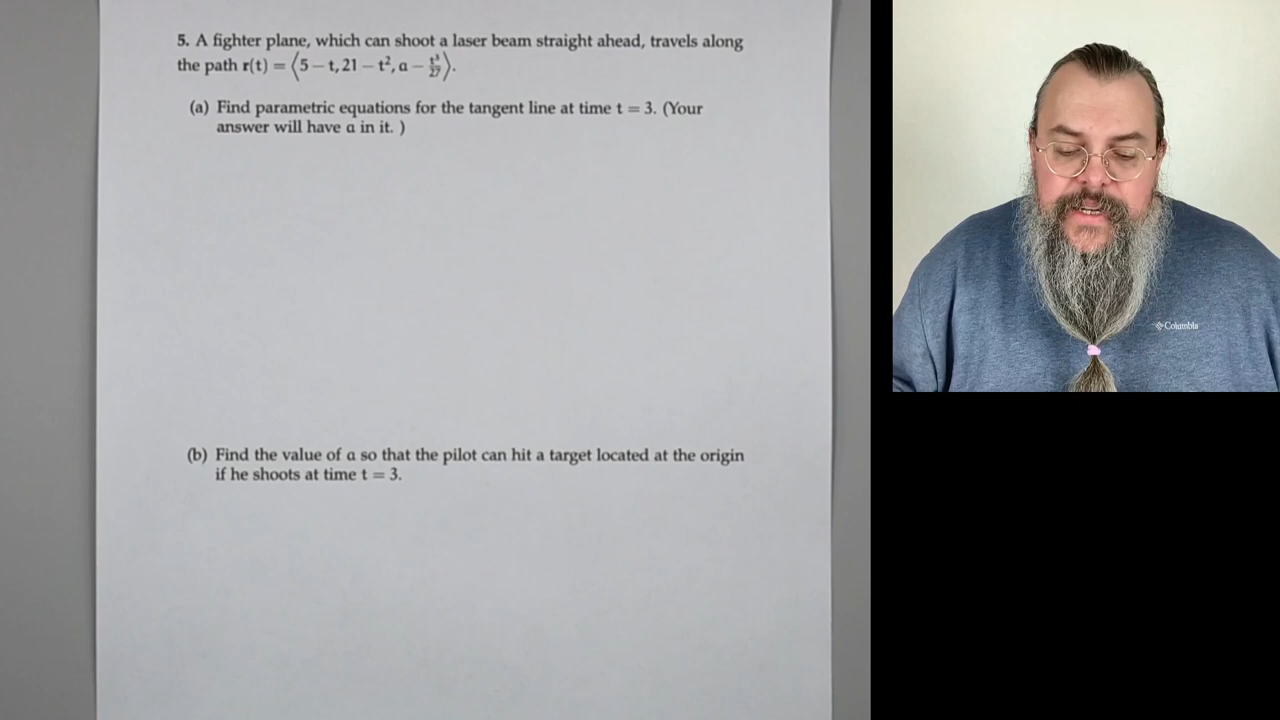 5. A fighter plane, which can shoot a laser beam straight ahead, travels along
the path r(t) = ⟨5 − t, 21 − t², a − t³/27⟩.
(a) Find parametric equations for the tangent line at time t = 3. (Your
answer will have a in it. )
(b) Find the value of a so that the pilot can hit a target located at the origin
if he shoots at time t = 3.
Columbia